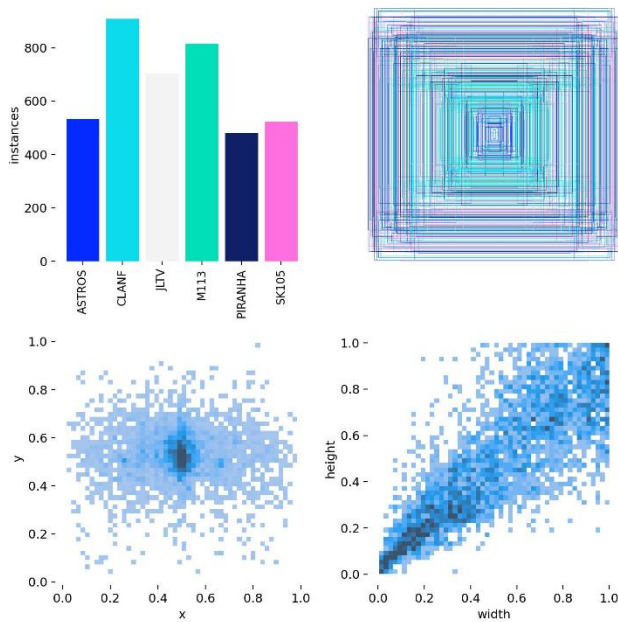 instances
800
600
400
200
0
ASTROS
CLANF
JLTV
M113
PIRANHA
SK105
y
1.0
0.8
0.6
0.4
0.2
0.0
0.0 0.2 0.4 0.6 0.8 1.0
x
height
1.0
0.8
0.6
0.4
0.2
0.0
0.0 0.2 0.4 0.6 0.8 1.0
width